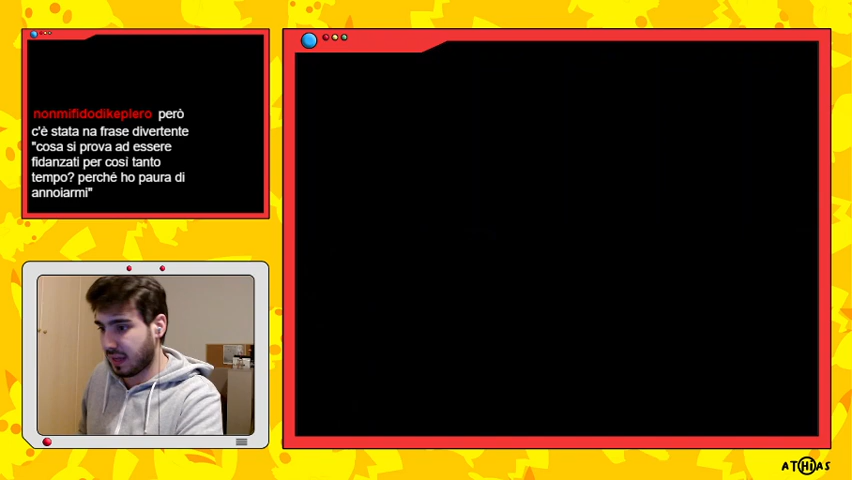 nonmifidodikeplero però
c'è stata na frase divertente
"cosa si prova ad essere
fidanzati per così tanto
tempo? perché ho paura di
annoiarmi"
ATHIAS